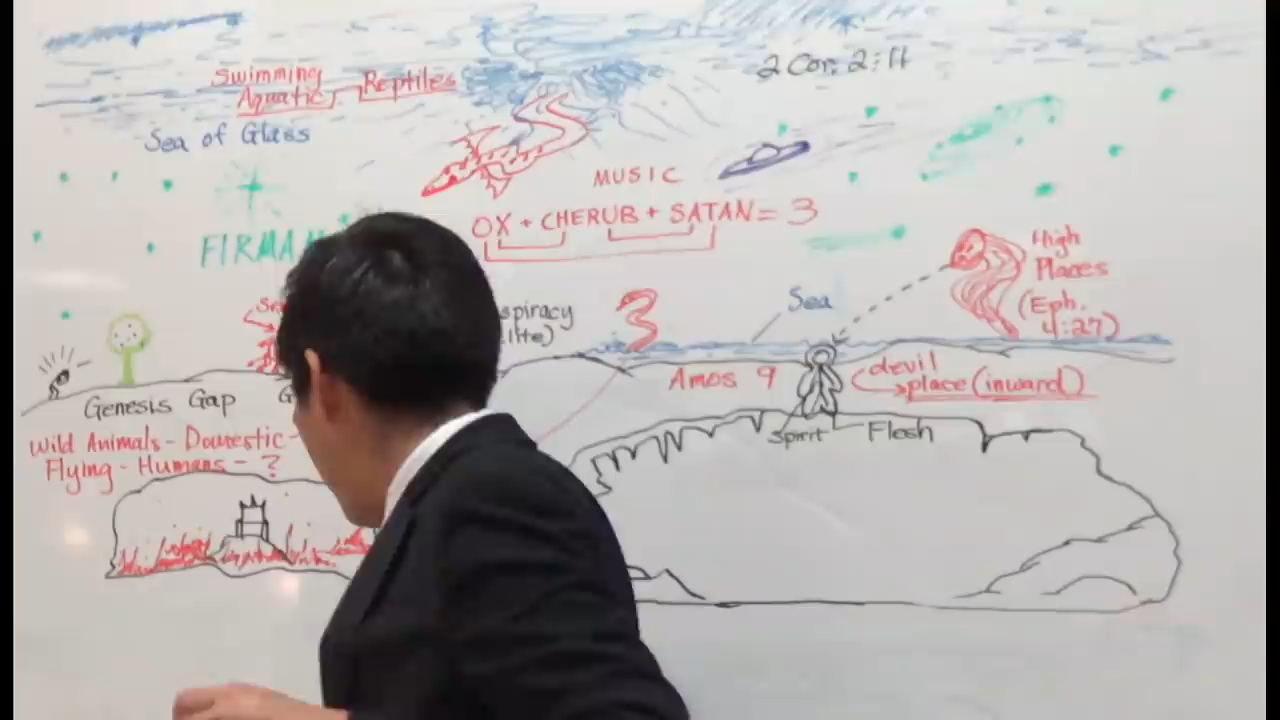 2 Cor. 2:11
Swimming
Aquatic, Reptiles
Sea of Glass
MUSIC
OX + CHERUB + SATAN = 3
High
Places
(Eph.
4:27)
Sea
devil
place (inward)
Amos 9
Spirit
Flesh
Genesis Gap
Wild Animals - Domestic -
Flying - Humans - ?